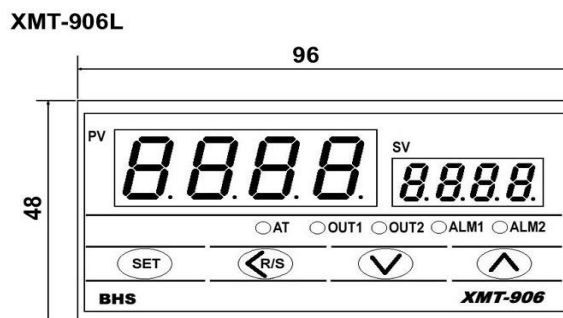 XMT-906L
96
48
PV
8.8.8.8.
SV
8.8.8.8.
AT OUT1 OUT2 ALM1 ALM2
SET <R/S
BHS XMT-906